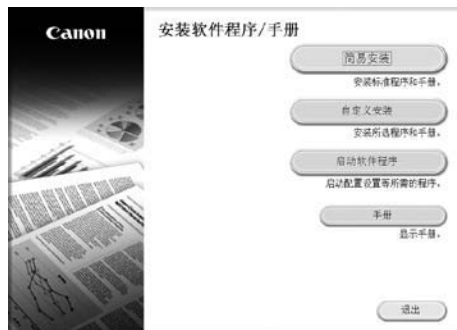 Canon
安装软件程序/手册
简易安装
安装标准程序和手册。
自定义安装
安装所选程序和手册。
启动软件程序
启动配置设置等所需的程序。
手册
显示手册。
退出